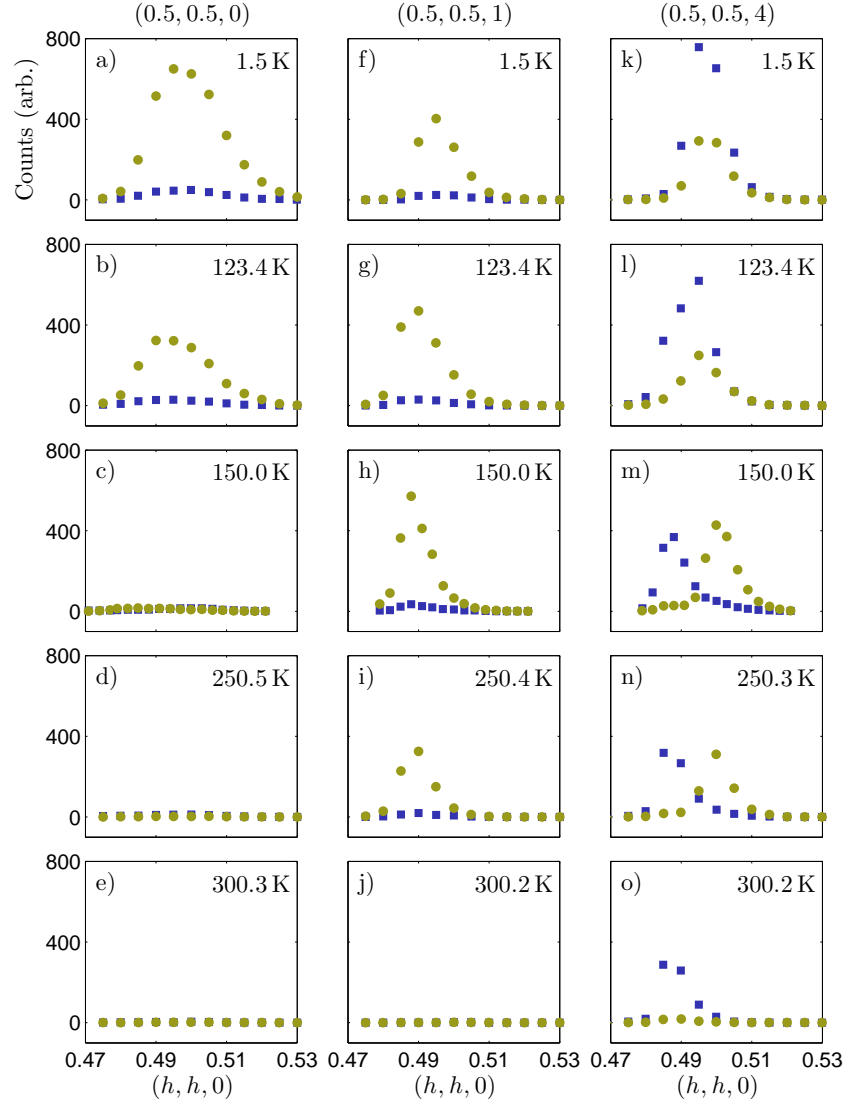 (0.5, 0.5, 0) (0.5, 0.5, 1) (0.5, 0.5, 4)
Counts (arb.)
800 a) 1.5 K f) 1.5 K k) 1.5 K
400
0
800 b) 123.4 K g) 123.4 K l) 123.4 K
400
0
800 c) 150.0 K h) 150.0 K m) 150.0 K
400
0
800 d) 250.5 K i) 250.4 K n) 250.3 K
400
0
800 e) 300.3 K j) 300.2 K o) 300.2 K
400
0
0.47 0.49 0.51 0.53 0.47 0.49 0.51 0.53 0.47 0.49 0.51 0.53
(h, h, 0) (h, h, 0) (h, h, 0)